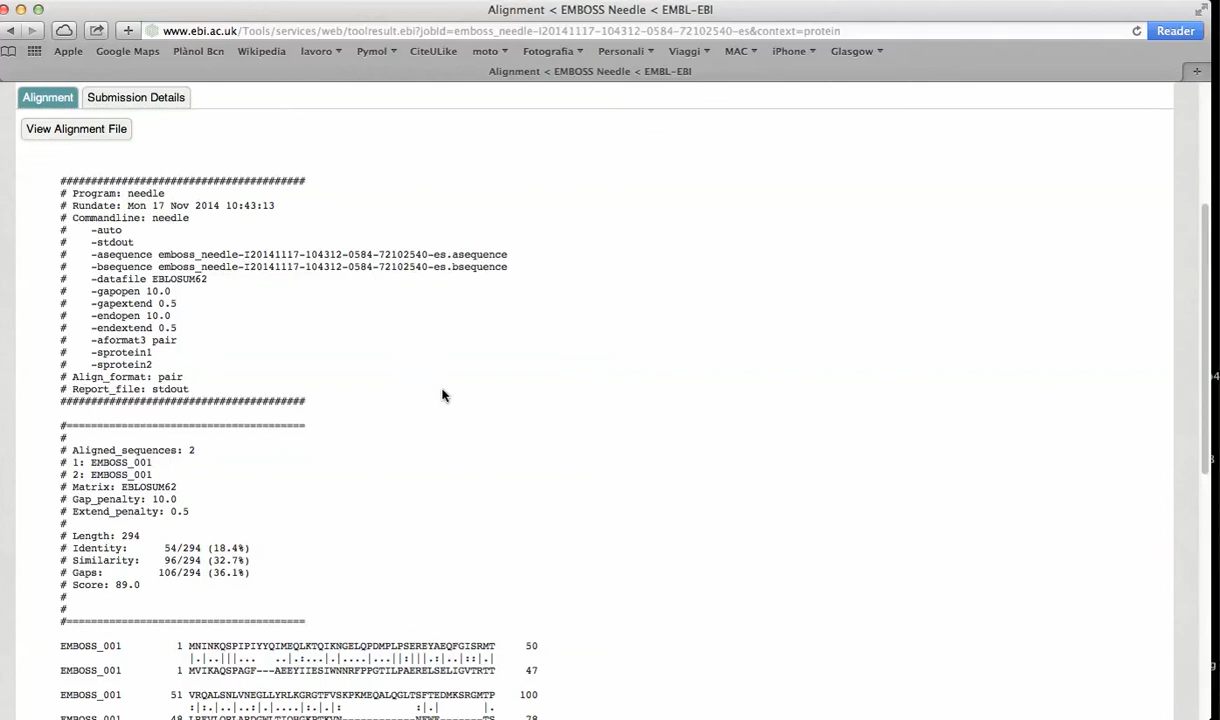 Alignment < EMBOSS Needle < EMBL-EBI
www.ebi.ac.uk/Tools/services/web/toolresult.ebi?jobId=emboss_needle-I20141117-104312-0584-72102540-es&context=protein
Reader
Apple Google Maps Plànol Bcn Wikipedia lavoro Pymol CiteULike moto Fotografia Personali Viaggi MAC iPhone Glasgow
Alignment < EMBOSS Needle < EMBL-EBI
Alignment Submission Details
View Alignment File
########################################
# Program: needle
# Rundate: Mon 17 Nov 2014 10:43:13
# Commandline: needle
# -auto
# -stdout
# -asequence emboss_needle-I20141117-104312-0584-72102540-es.asequence
# -bsequence emboss_needle-I20141117-104312-0584-72102540-es.bsequence
# -datafile EBLOSUM62
# -gapopen 10.0
# -gapextend 0.5
# -endopen 10.0
# -endextend 0.5
# -aformat3 pair
# -sprotein1
# -sprotein2
# Align_format: pair
# Report_file: stdout
########################################
#=======================================
#
# Aligned_sequences: 2
# 1: EMBOSS_001
# 2: EMBOSS_001
# Matrix: EBLOSUM62
# Gap_penalty: 10.0
# Extend_penalty: 0.5
#
# Length: 294
# Identity: 54/294 (18.4%)
# Similarity: 96/294 (32.7%)
# Gaps: 106/294 (36.1%)
# Score: 89.0
#
#
#=======================================
EMBOSS_001 1 MNINKQSPIPIYYQIMEQLKTQIKNGELQPDMPLPSEREYAEQFGISRMT 50
|.|..|||... ..|.:...|.:|.|....|...||:|||.:|..|::|.|
EMBOSS_001 1 MVIKAQSPAGF---AEEYIIESIWNNRFPPGTILPAERELSELIGVTRTT 47
EMBOSS_001 51 VRQALSNLVNEGLLYRLKGRGTFVSKPKMEQALQGLTSFTEDMKSRGMTP 100
EMBOSS_001 48 78